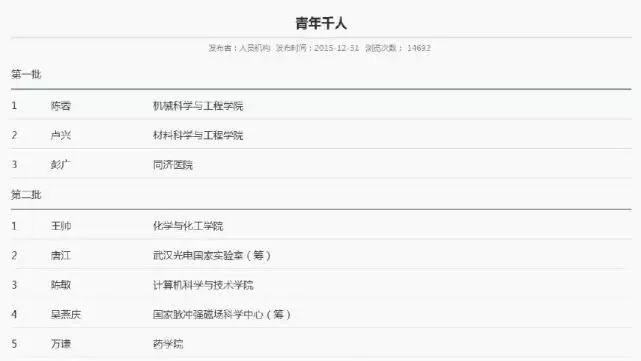 青年千人
发布者：人员机构 发布时间：2015-12-31 浏览次数： 14692
第一批
1 陈蓉 机械科学与工程学院
2 卢兴 材料科学与工程学院
3 彭广 同济医院
第二批
1 王帅 化学与化工学院
2 唐江 武汉光电国家实验室（筹）
3 陈敏 计算机科学与技术学院
4 吴燕庆 国家脉冲强磁场科学中心（筹）
5 万谦 药学院